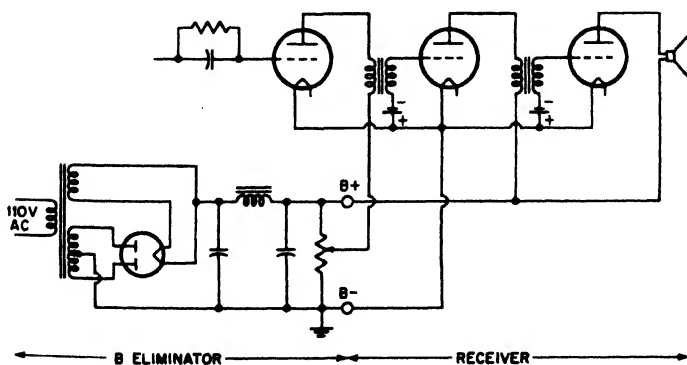 - -
+ +
110V
AC
B+
B-
B ELIMINATOR
RECEIVER